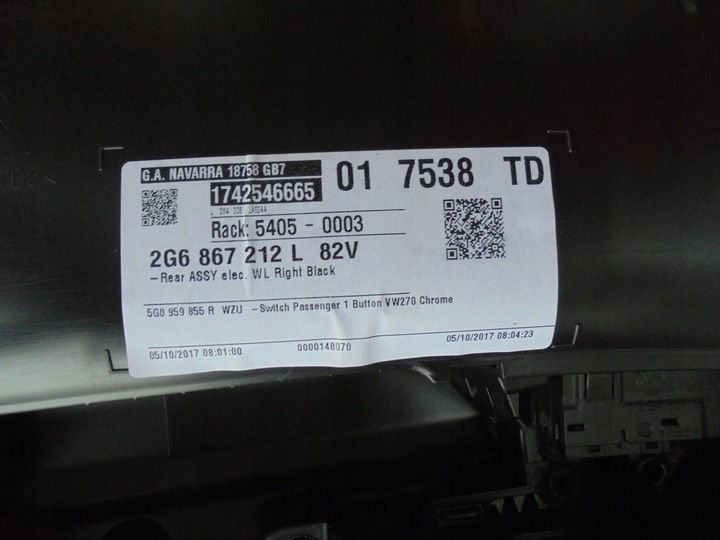 G.A. NAVARRA 18758 GB7
01 7538 TD
1742546665
Rack: 5405 - 0003
2G6 867 212 L 82V
-Rear ASSY elec. WL Right Black
5G0 959 855 R WZU -Switch Passenger 1 Button VW270 Chrome
05/10/2017 08:01:00 0000148070 05/10/2017 08:04:23